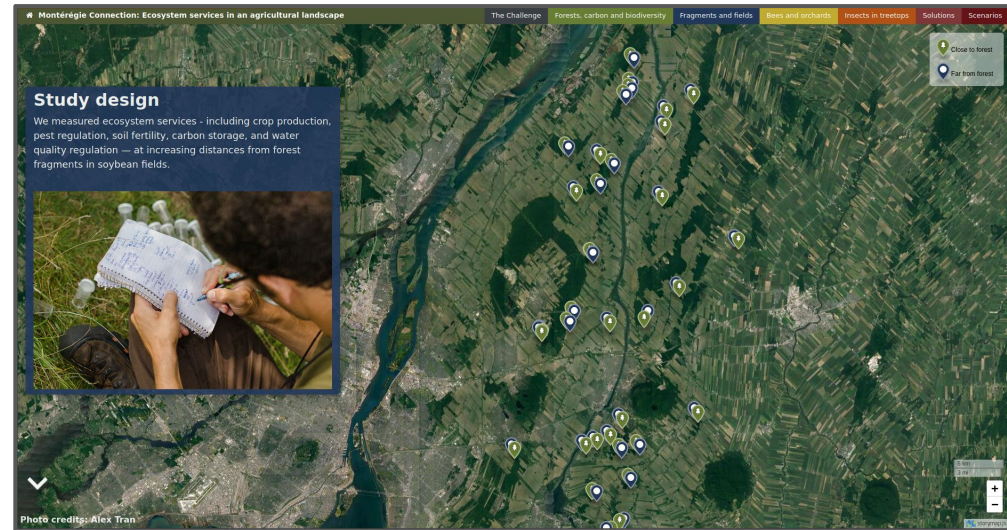 Montérégie Connection: Ecosystem services in an agricultural landscape
The Challenge
Forests, carbon and biodiversity
Fragments and fields
Bees and orchards
Insects in treetops
Solutions
Scenarios
Close to forest
Far from forest
Study design
We measured ecosystem services - including crop production,
pest regulation, soil fertility, carbon storage, and water
quality regulation — at increasing distances from forest
fragments in soybean fields.
5 km
3 mi
+
−
Photo credits: Alex Tran